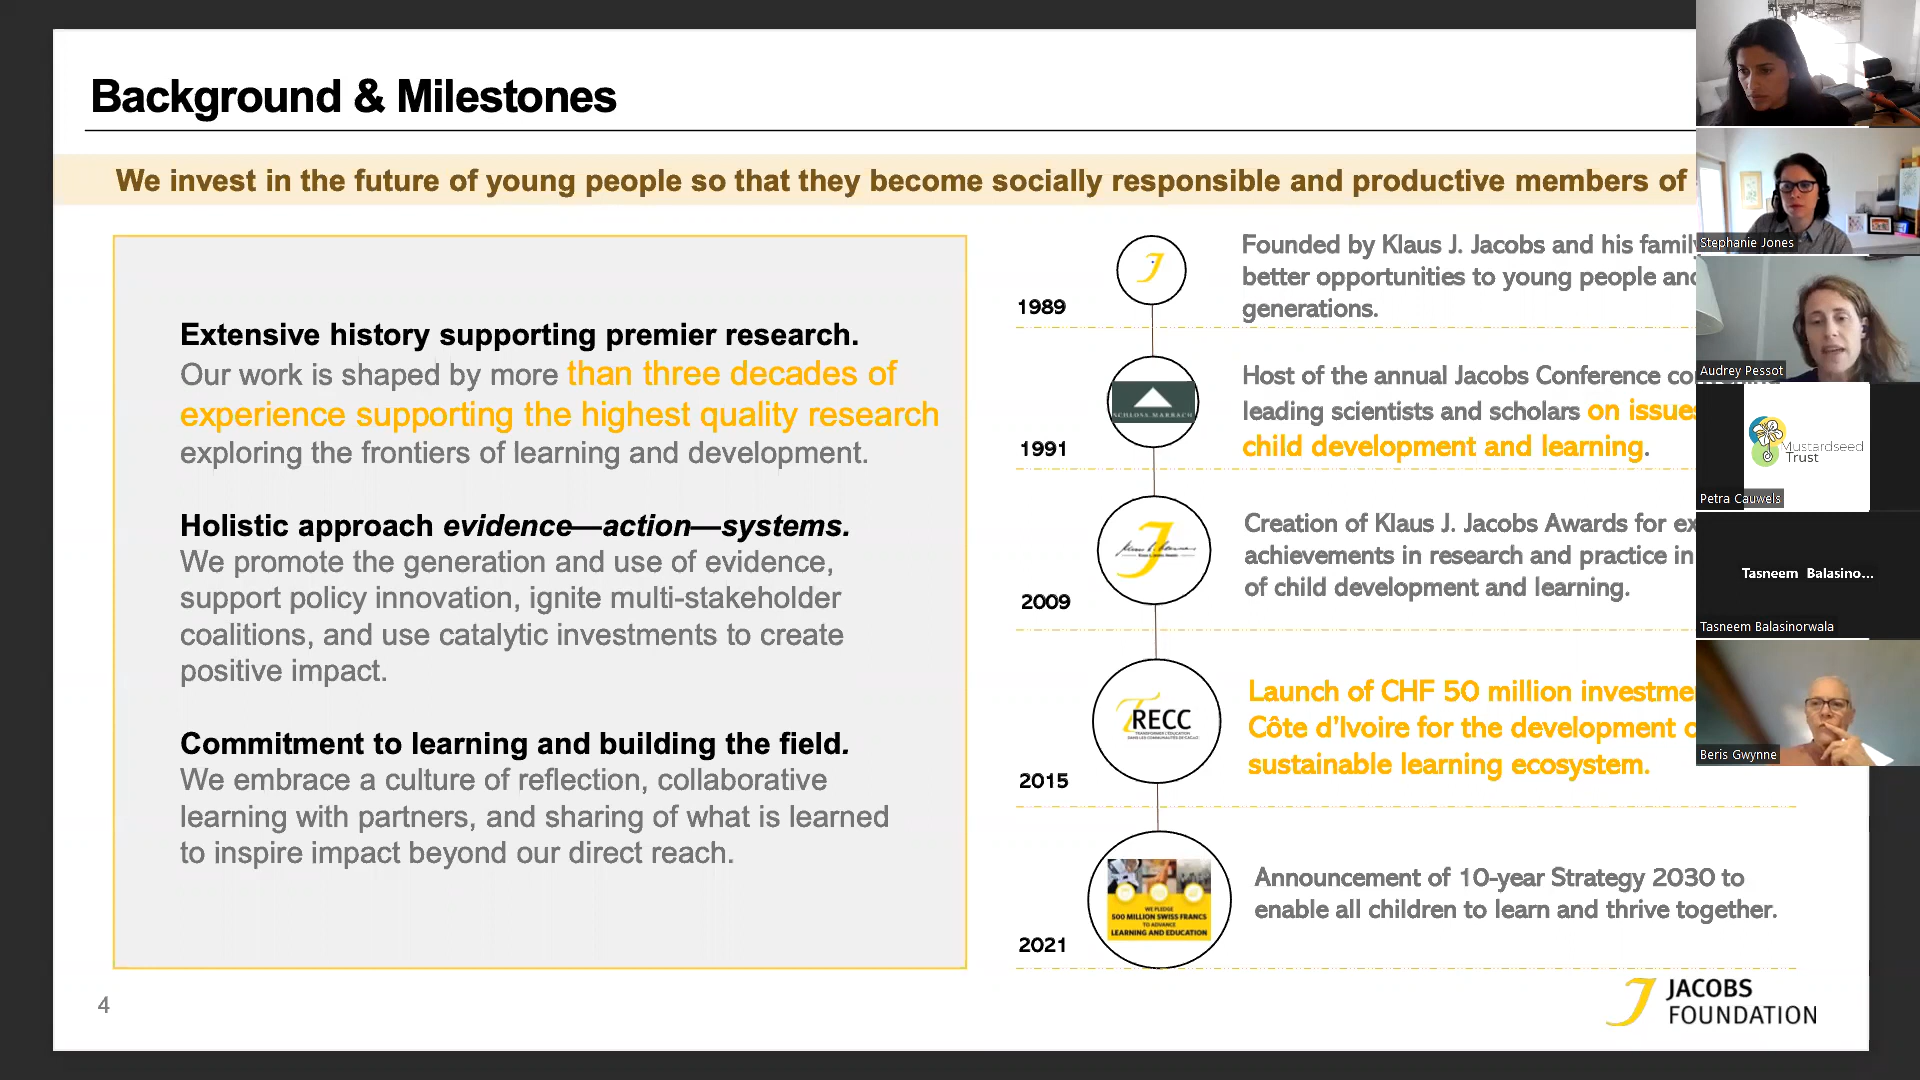 Background & Milestones
We invest in the future of young people so that they become socially responsible and productive members of
Extensive history supporting premier research.
Our work is shaped by more than three decades of
experience supporting the highest quality research
exploring the frontiers of learning and development.
Holistic approach evidence—action—systems.
We promote the generation and use of evidence,
support policy innovation, ignite multi-stakeholder
coalitions, and use catalytic investments to create
positive impact.
Commitment to learning and building the field.
We embrace a culture of reflection, collaborative
learning with partners, and sharing of what is learned
to inspire impact beyond our direct reach.
1989
Founded by Klaus J. Jacobs and his family
better opportunities to young people and
generations.
1991
SCHLOSS MARBACH
Host of the annual Jacobs Conference
leading scientists and scholars on issues
child development and learning.
2009
Creation of Klaus J. Jacobs Awards for
achievements in research and practice in
of child development and learning.
2015
TRECC
TRANSFORMER L'ÉDUCATION
DANS LES COMMUNAUTÉS DE CACAO
Launch of CHF 50 million
Côte d'Ivoire for the development
sustainable learning ecosystem.
2021
WE PLEDGE
500 MILLION SWISS FRANCS
TO ADVANCE
LEARNING AND EDUCATION
Announcement of 10-year Strategy 2030 to
enable all children to learn and thrive together.
4
JACOBS
FOUNDATION
Stephanie Jones
Audrey Pessot
Mustardseed
Trust
Petra Cauwels
Tasneem Balasino...
Tasneem Balasinorwala
Beris Gwynne